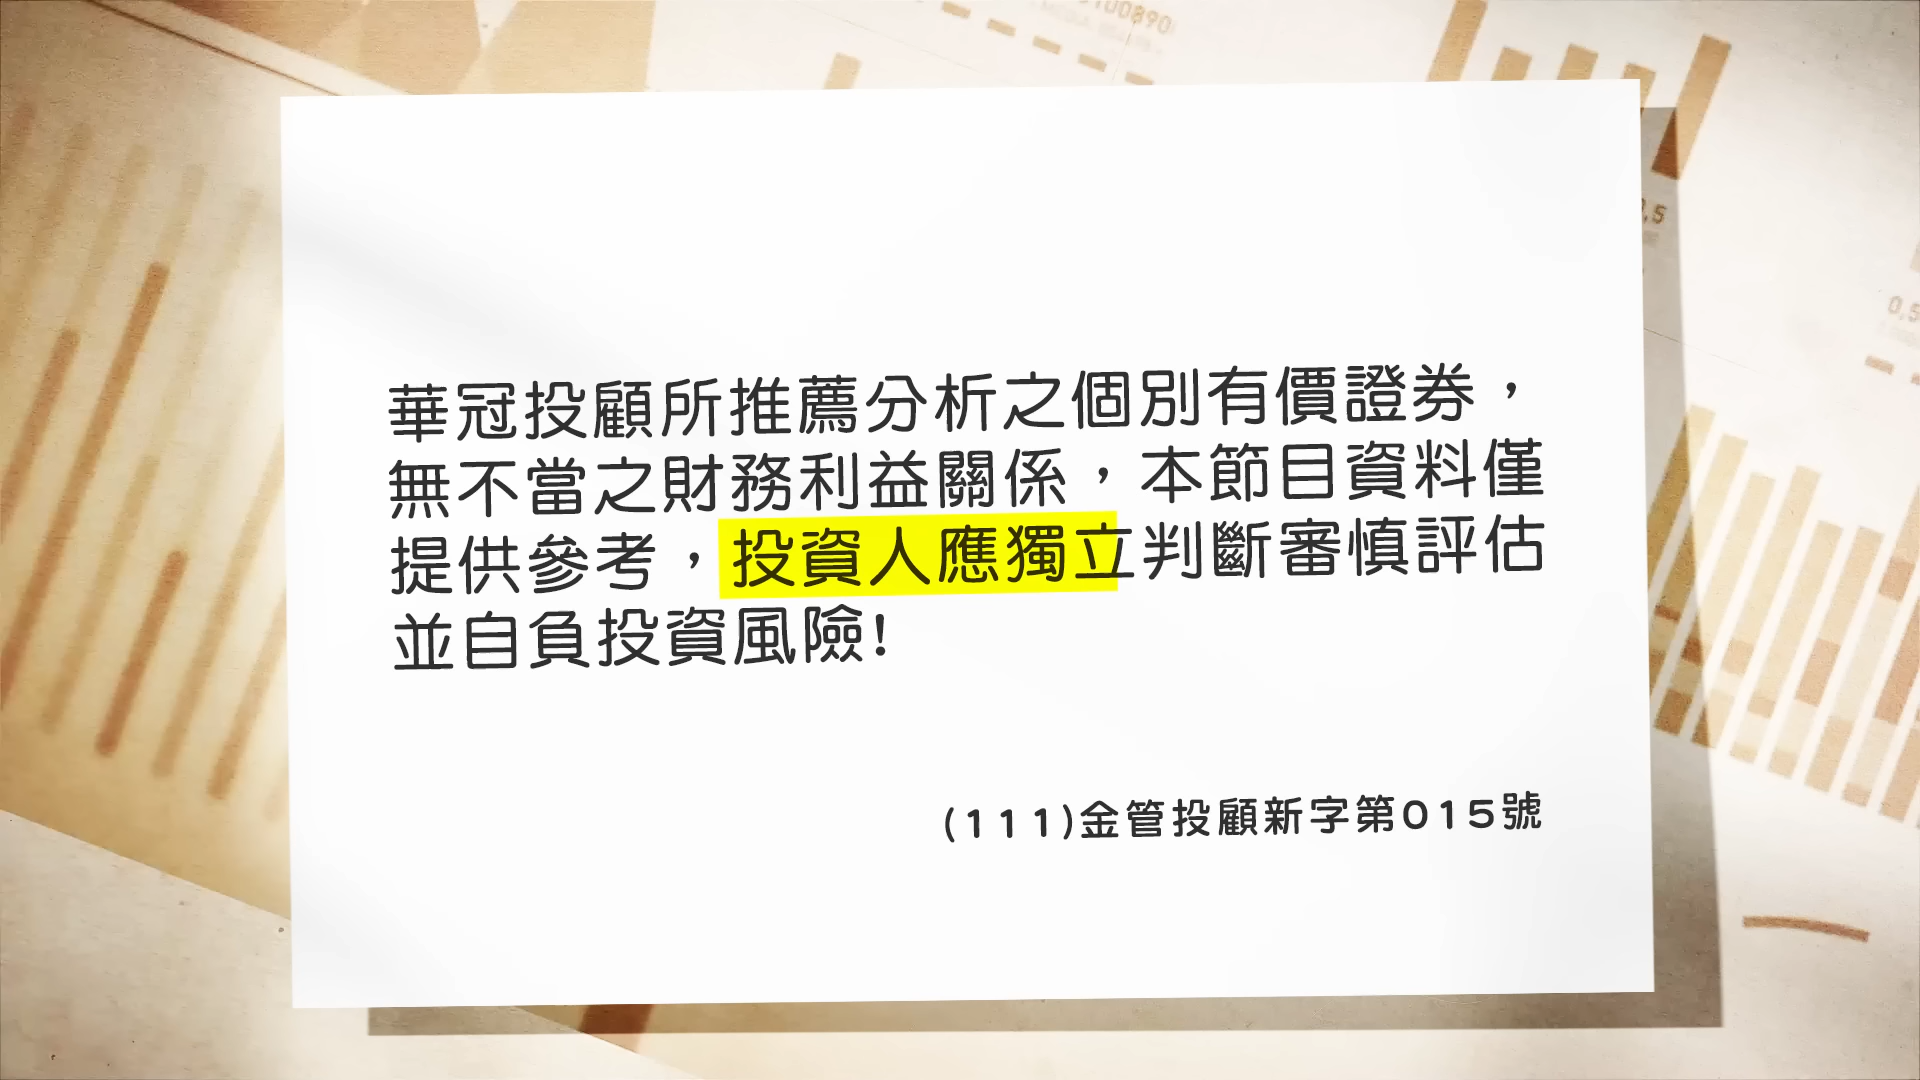 華冠投顧所推薦分析之個別有價證券，
無不當之財務利益關係，本節目資料僅
提供參考，投資人應獨立判斷審慎評估
並自負投資風險!
(111)金管投顧新字第015號